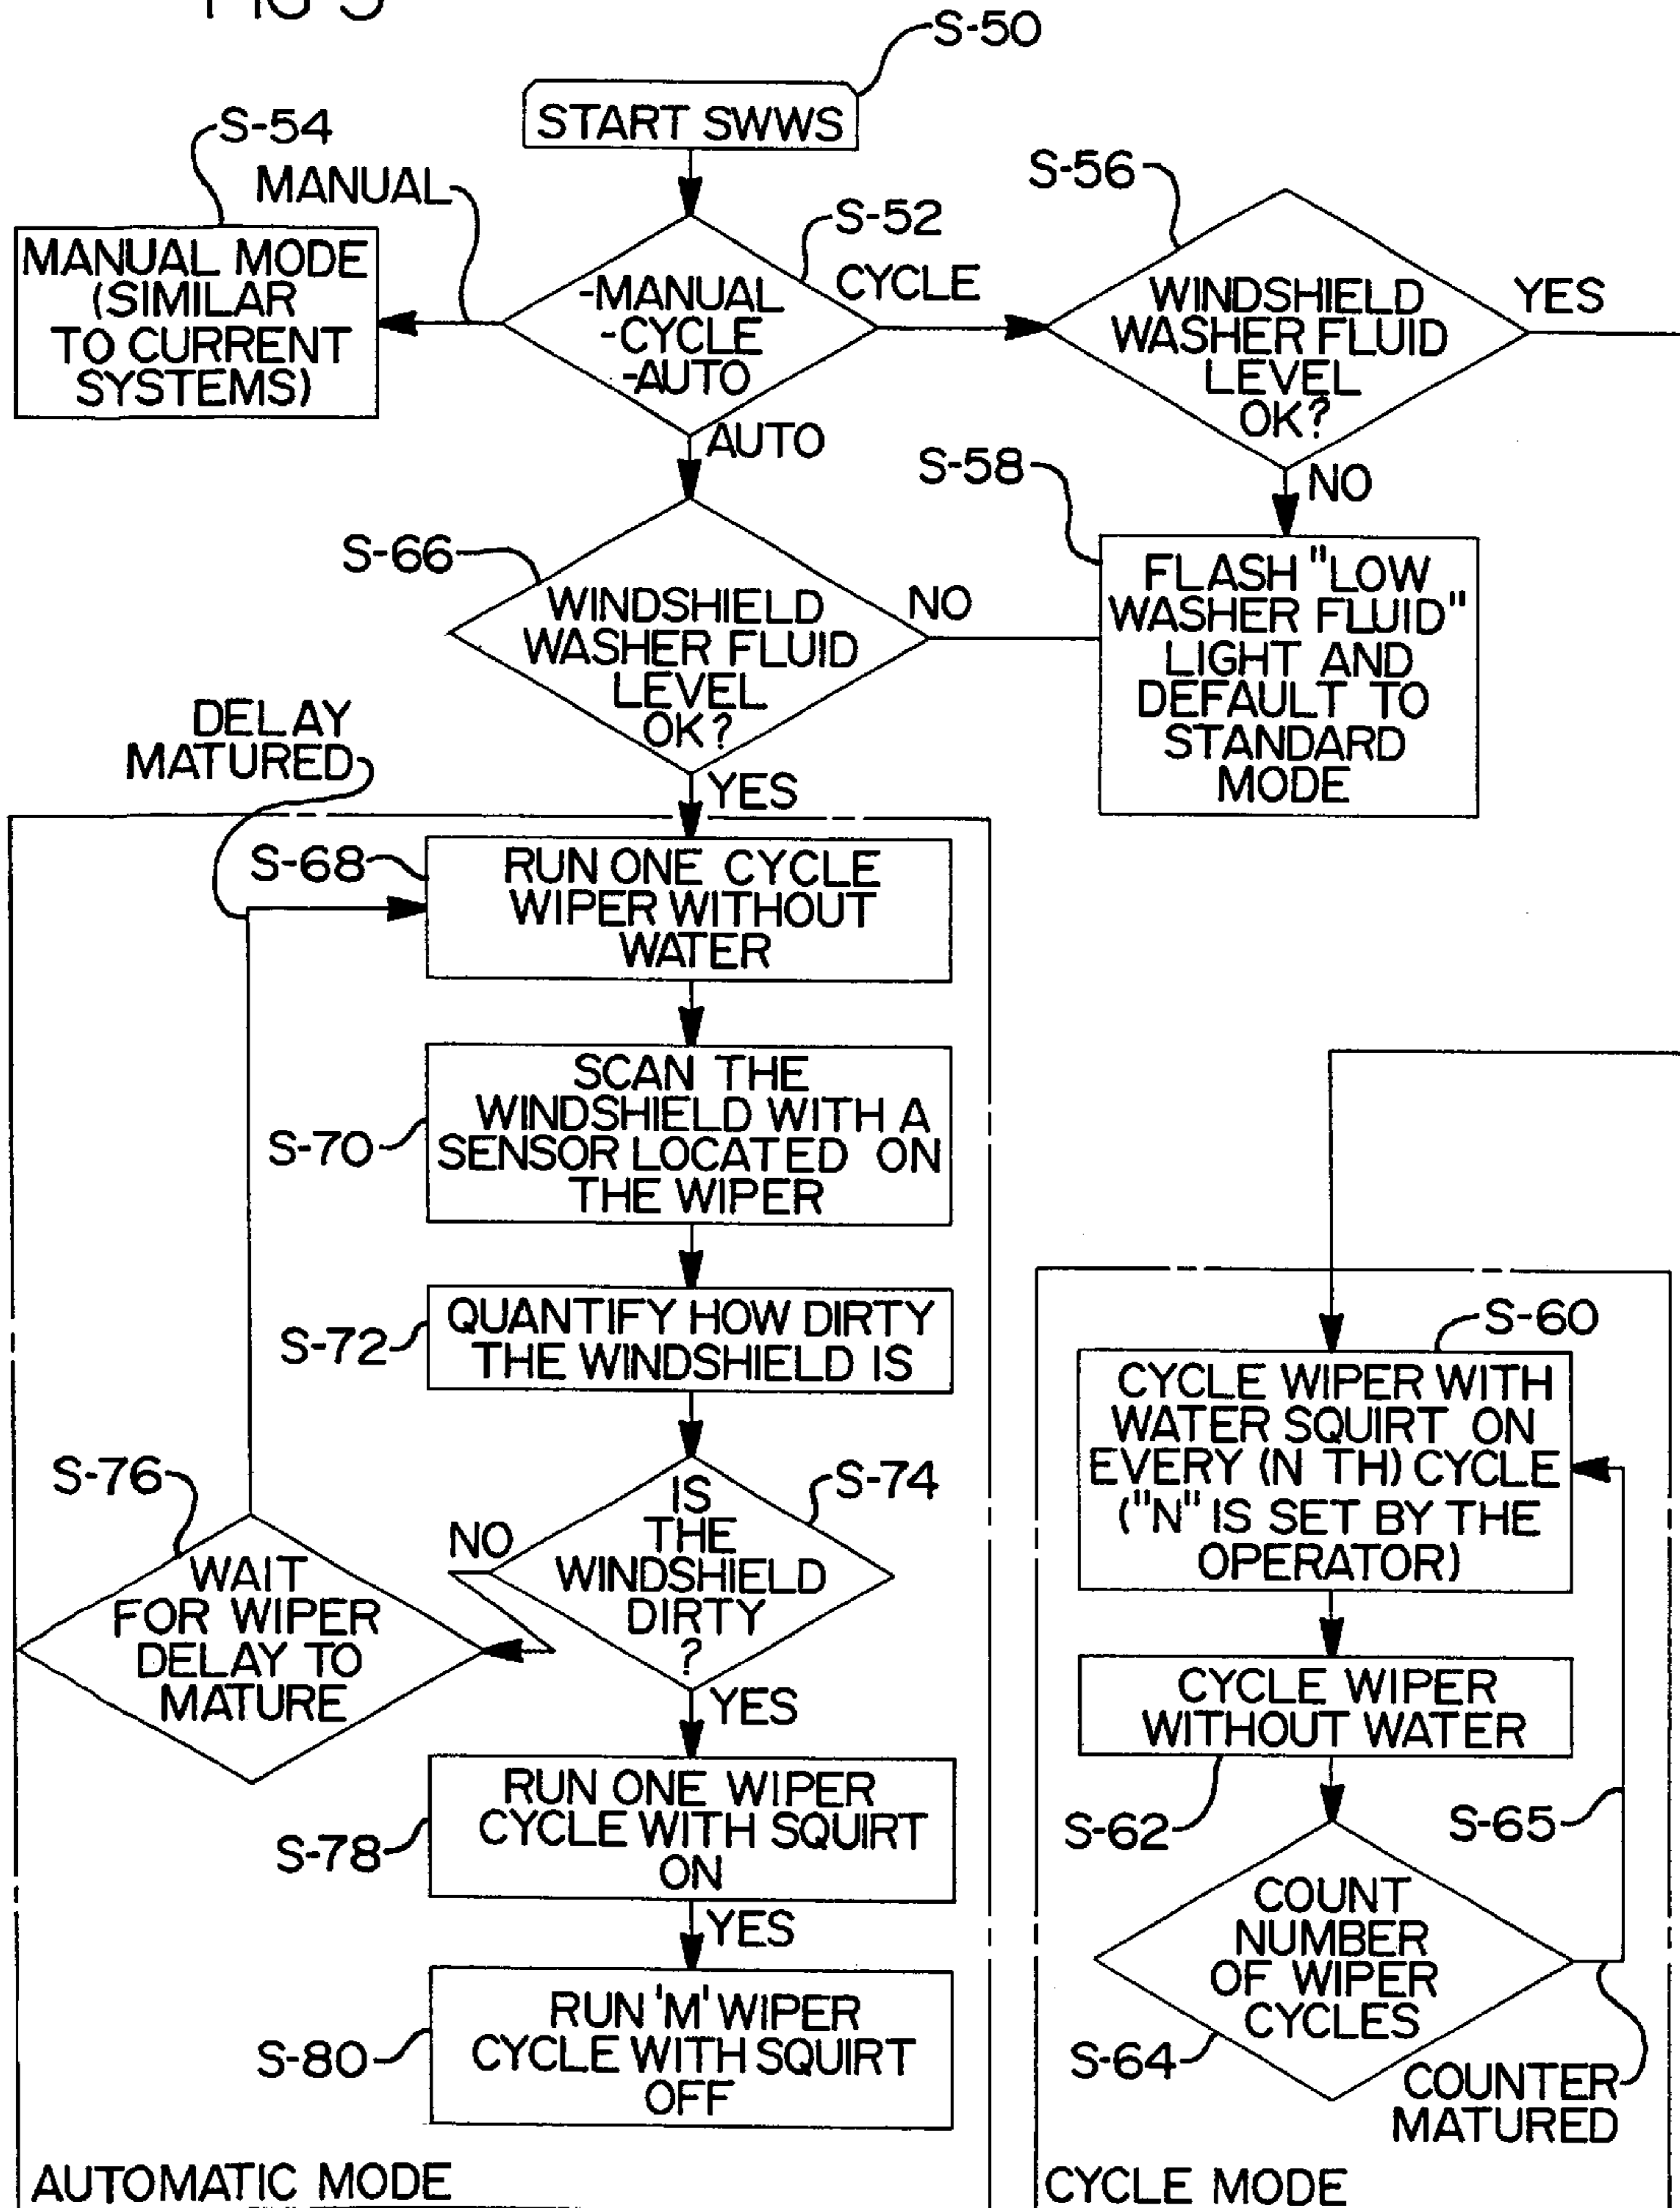 FIG 5
S-50
START SWWS
S-54
MANUAL
MANUAL MODE
(SIMILAR
TO CURRENT
SYSTEMS)
S-52
-MANUAL
-CYCLE
-AUTO
CYCLE
AUTO
S-56
WINDSHIELD
WASHER FLUID
LEVEL
OK?
YES
NO
S-58
FLASH "LOW
WASHER FLUID"
LIGHT AND
DEFAULT TO
STANDARD
MODE
S-66
WINDSHIELD
WASHER FLUID
LEVEL
OK?
NO
YES
DELAY
MATURED
S-68
RUN ONE CYCLE
WIPER WITHOUT
WATER
S-70
SCAN THE
WINDSHIELD WITH A
SENSOR LOCATED ON
THE WIPER
S-72
QUANTIFY HOW DIRTY
THE WINDSHIELD IS
S-74
IS
THE
WINDSHIELD
DIRTY
?
NO
S-76
WAIT
FOR WIPER
DELAY TO
MATURE
YES
S-78
RUN ONE WIPER
CYCLE WITH SQUIRT
ON
YES
S-80
RUN 'M' WIPER
CYCLE WITH SQUIRT
OFF
AUTOMATIC MODE
S-60
CYCLE WIPER WITH
WATER SQUIRT ON
EVERY (N TH) CYCLE
("N" IS SET BY THE
OPERATOR)
CYCLE WIPER
WITHOUT WATER
S-62
S-65
COUNT
NUMBER
OF WIPER
CYCLES
S-64
COUNTER
MATURED
CYCLE MODE